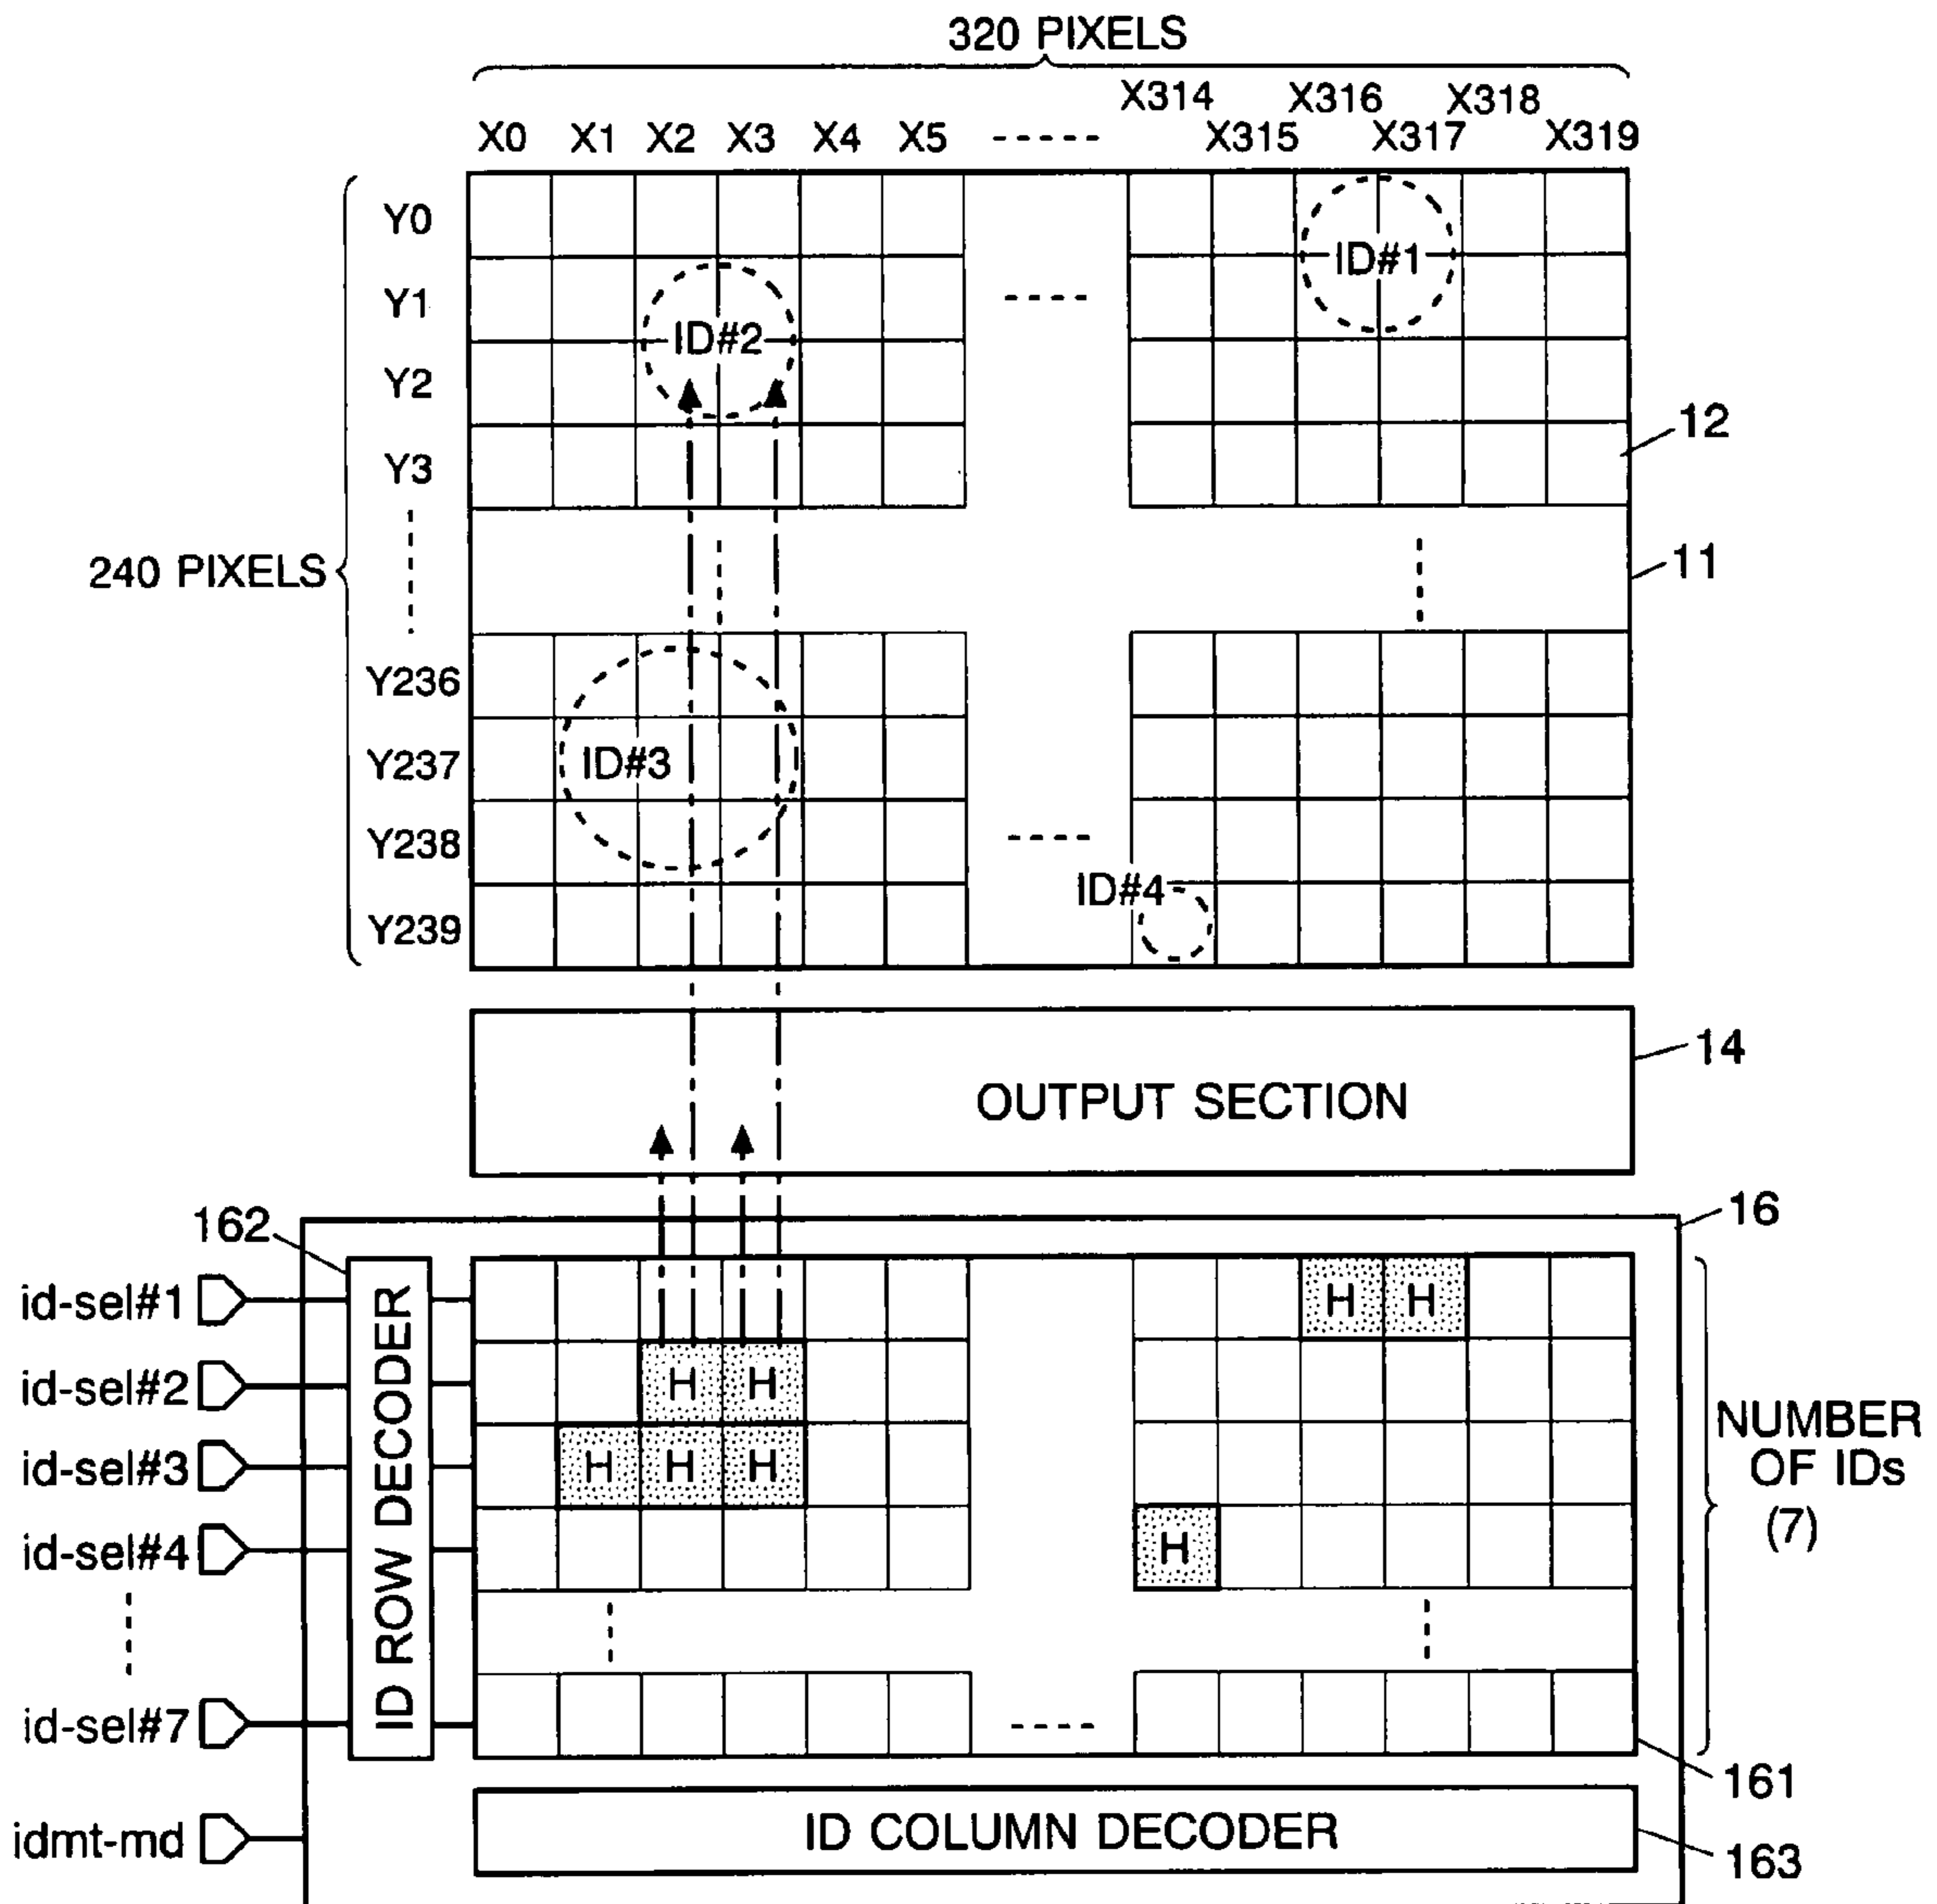 320 PIXELS
X314 X316 X318
X0 X1 X2 X3 X4 X5 ----- X315 X317 X319
Y0
ID#1
Y1
ID#2
Y2
12
Y3
11
240 PIXELS
Y236
Y237
ID#3
Y238
ID#4
Y239
14
OUTPUT SECTION
162
16
id-sel#1
H H
id-sel#2
H H
NUMBER
OF IDs
(7)
id-sel#3
H H H
id-sel#4
H
ID ROW DECODER
id-sel#7
161
idmt-md
ID COLUMN DECODER
163